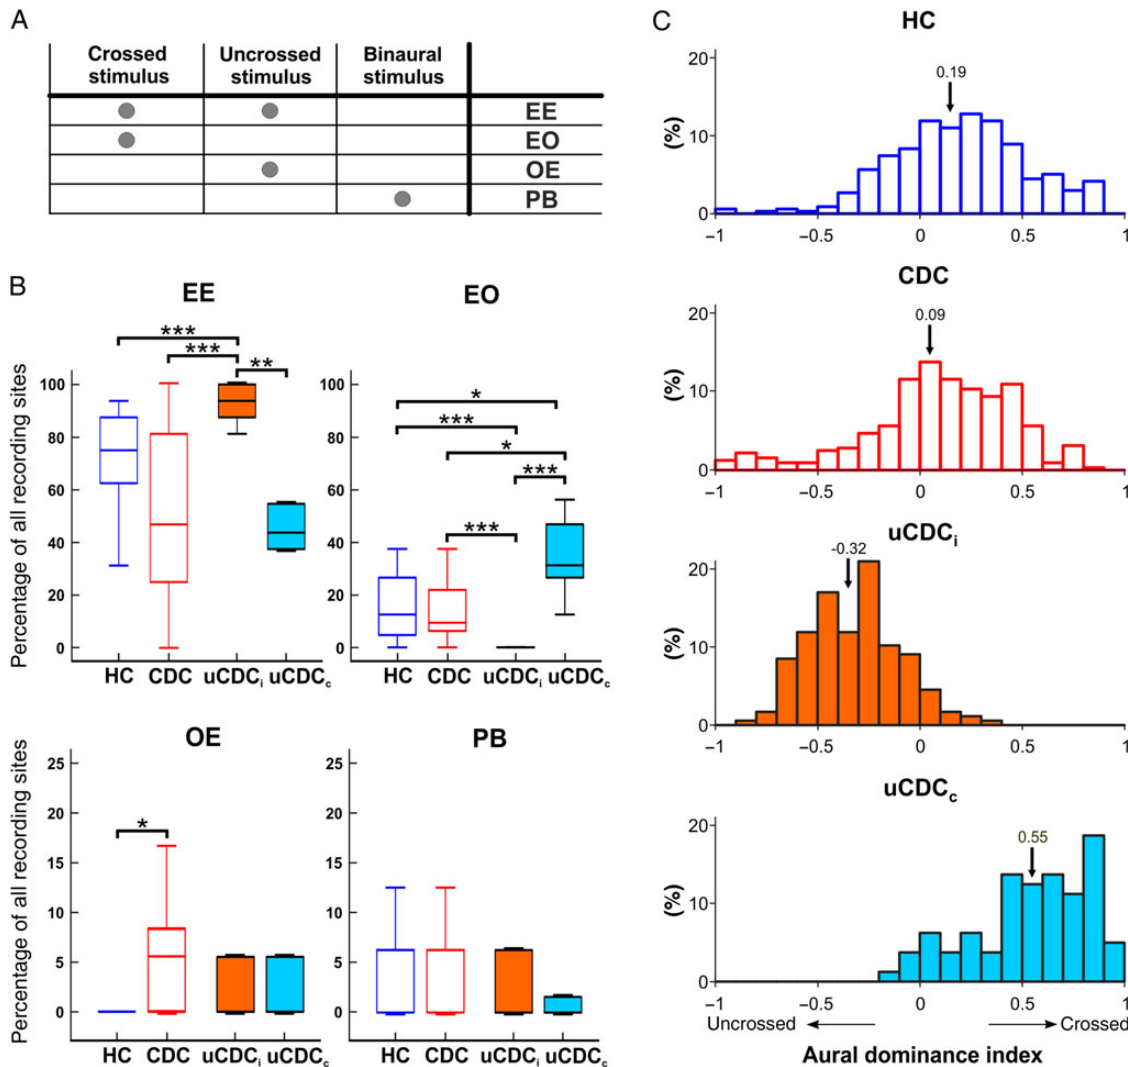 A
Crossed stimulus Uncrossed stimulus Binaural stimulus
EE
EO
OE
PB
B
EE
Percentage of all recording sites
100
80
60
40
20
0
***
***
**
HC CDC uCDCi uCDCc
EO
100
80
60
40
20
0
*
***
*
***
***
HC CDC uCDCi uCDCc
OE
Percentage of all recording sites
25
20
15
10
5
0
*
HC CDC uCDCi uCDCc
PB
25
20
15
10
5
0
HC CDC uCDCi uCDCc
C
HC
(%)
20
10
0
0.19
−1 −0.5 0 0.5 1
CDC
(%)
20
10
0
0.09
−1 −0.5 0 0.5 1
uCDCi
(%)
20
10
0
-0.32
−1 −0.5 0 0.5 1
uCDCc
(%)
20
10
0
0.55
−1 −0.5 0 0.5 1
Uncrossed Crossed
Aural dominance index